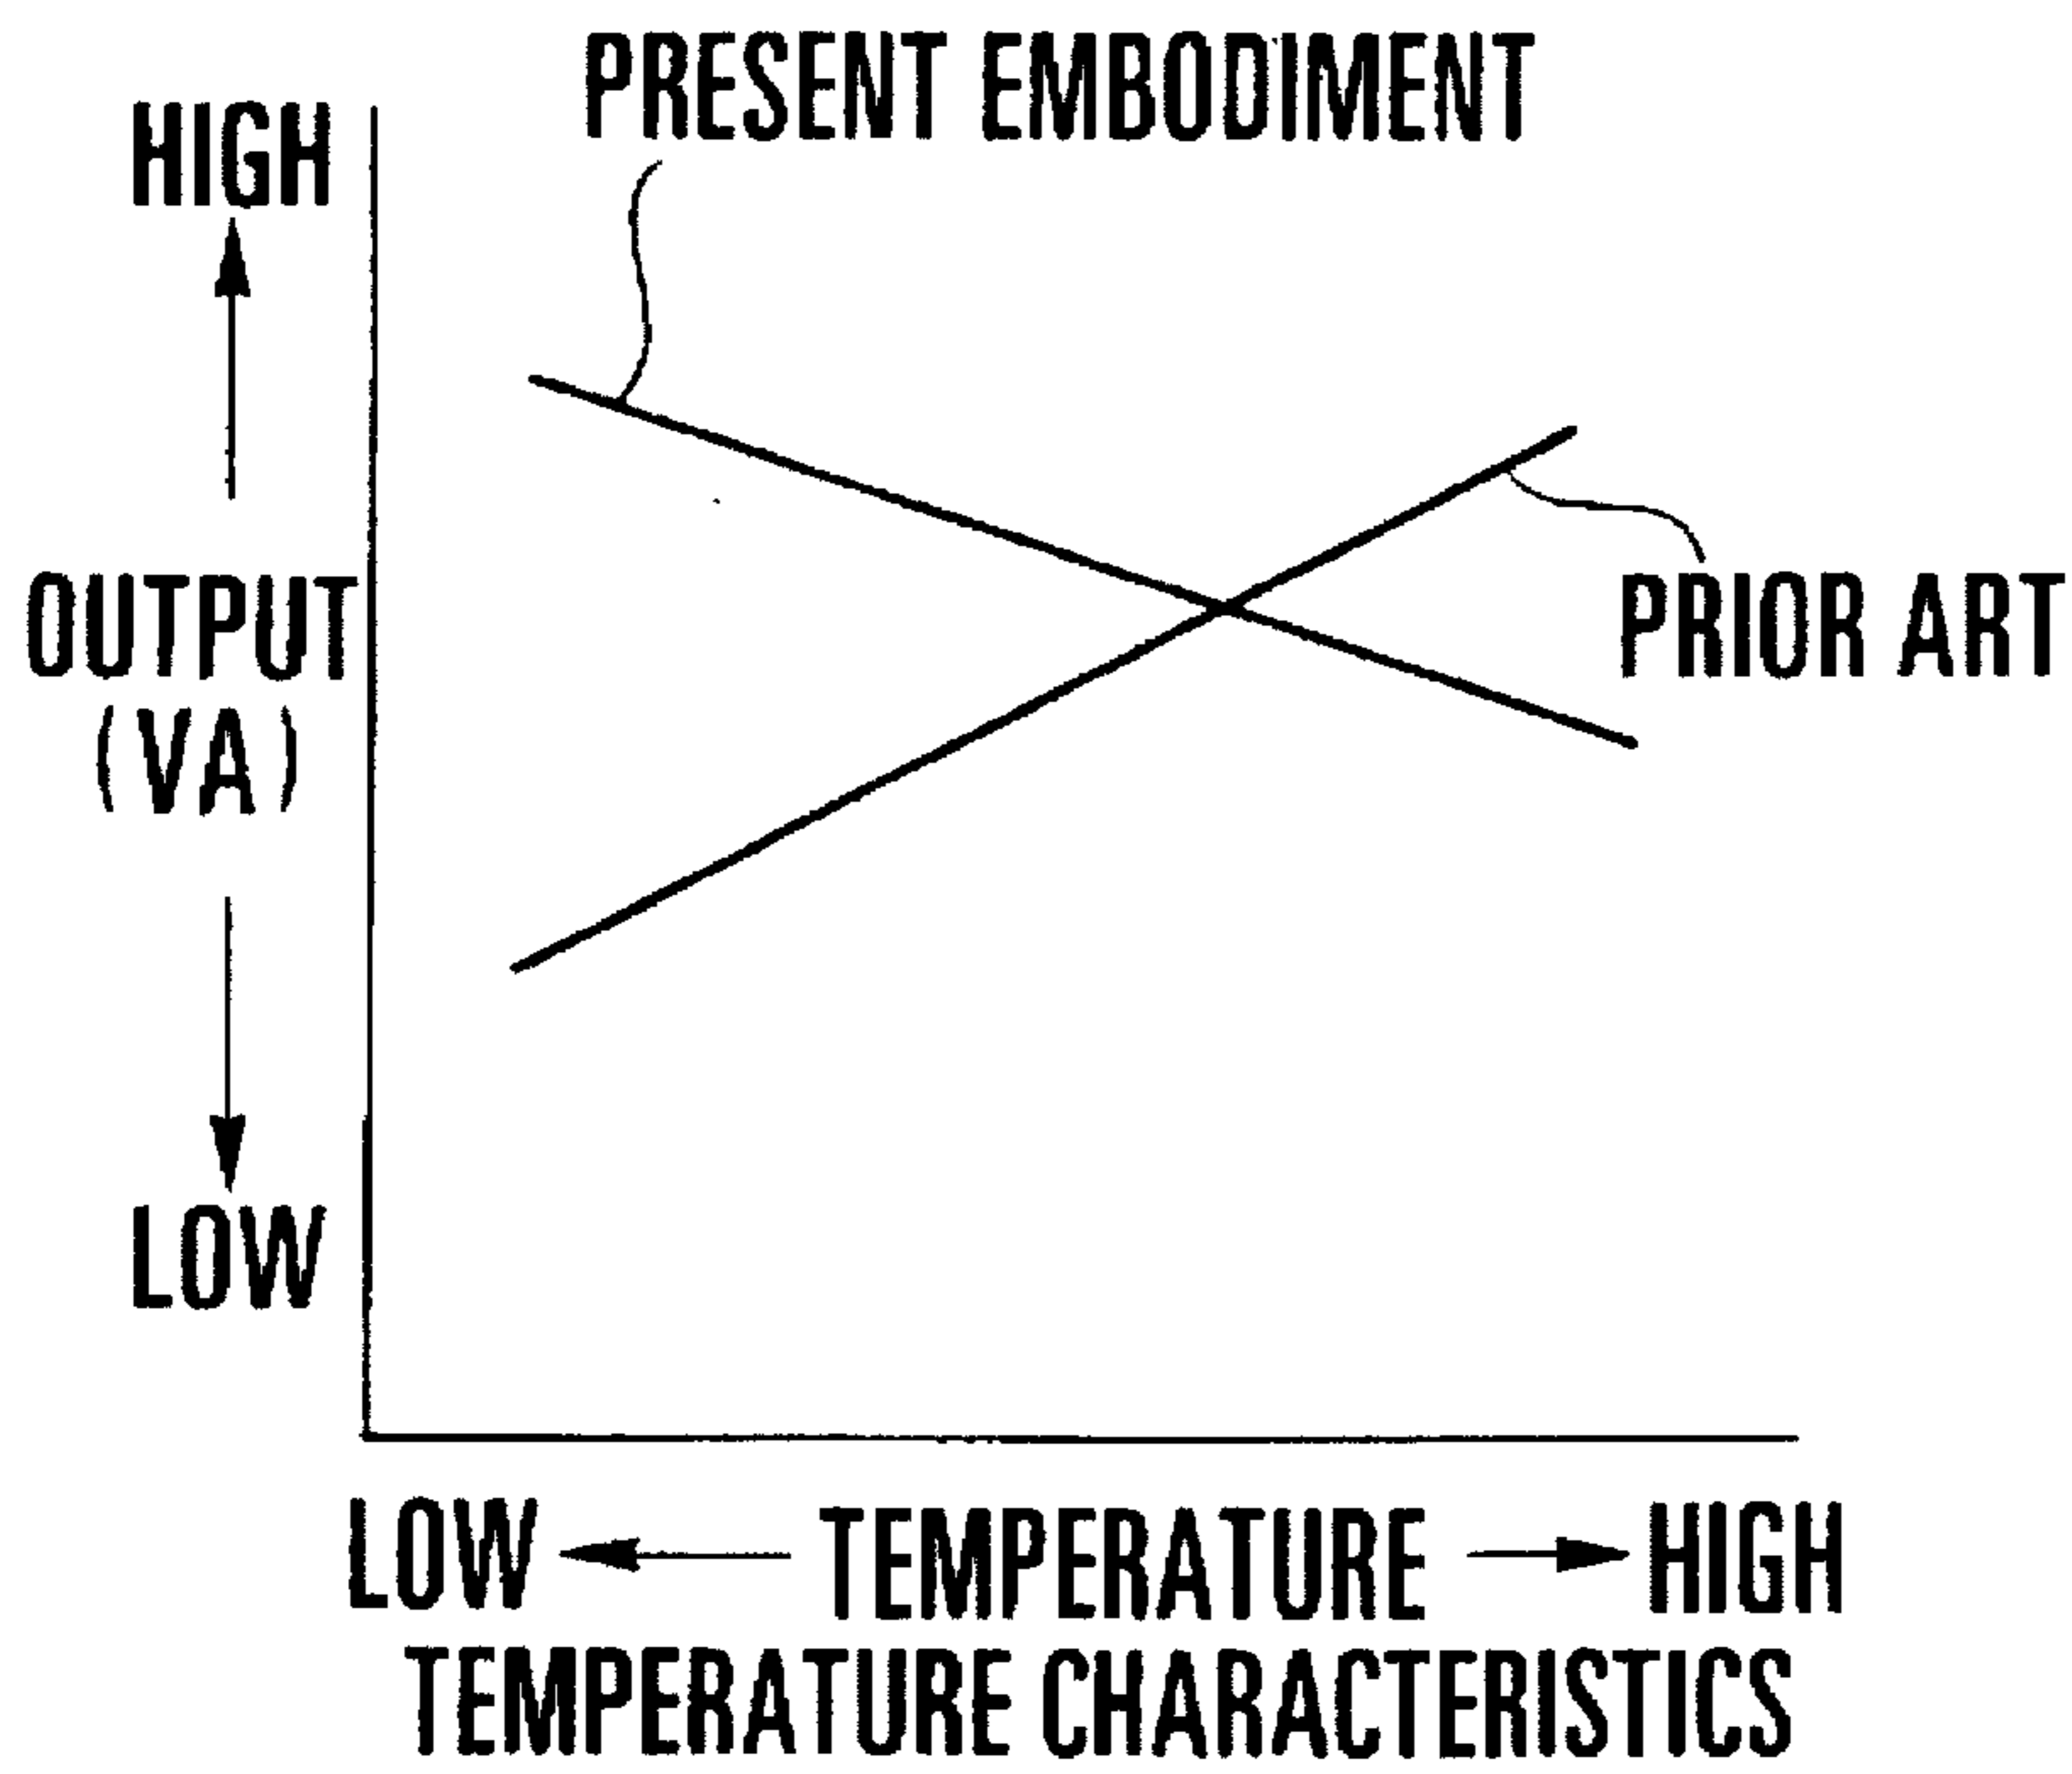 PRESENT EMBODIMENT
HIGH
OUTPUT
(VA)
PRIOR ART
LOW
LOW TEMPERATURE HIGH
TEMPERATURE CHARACTERISTICS